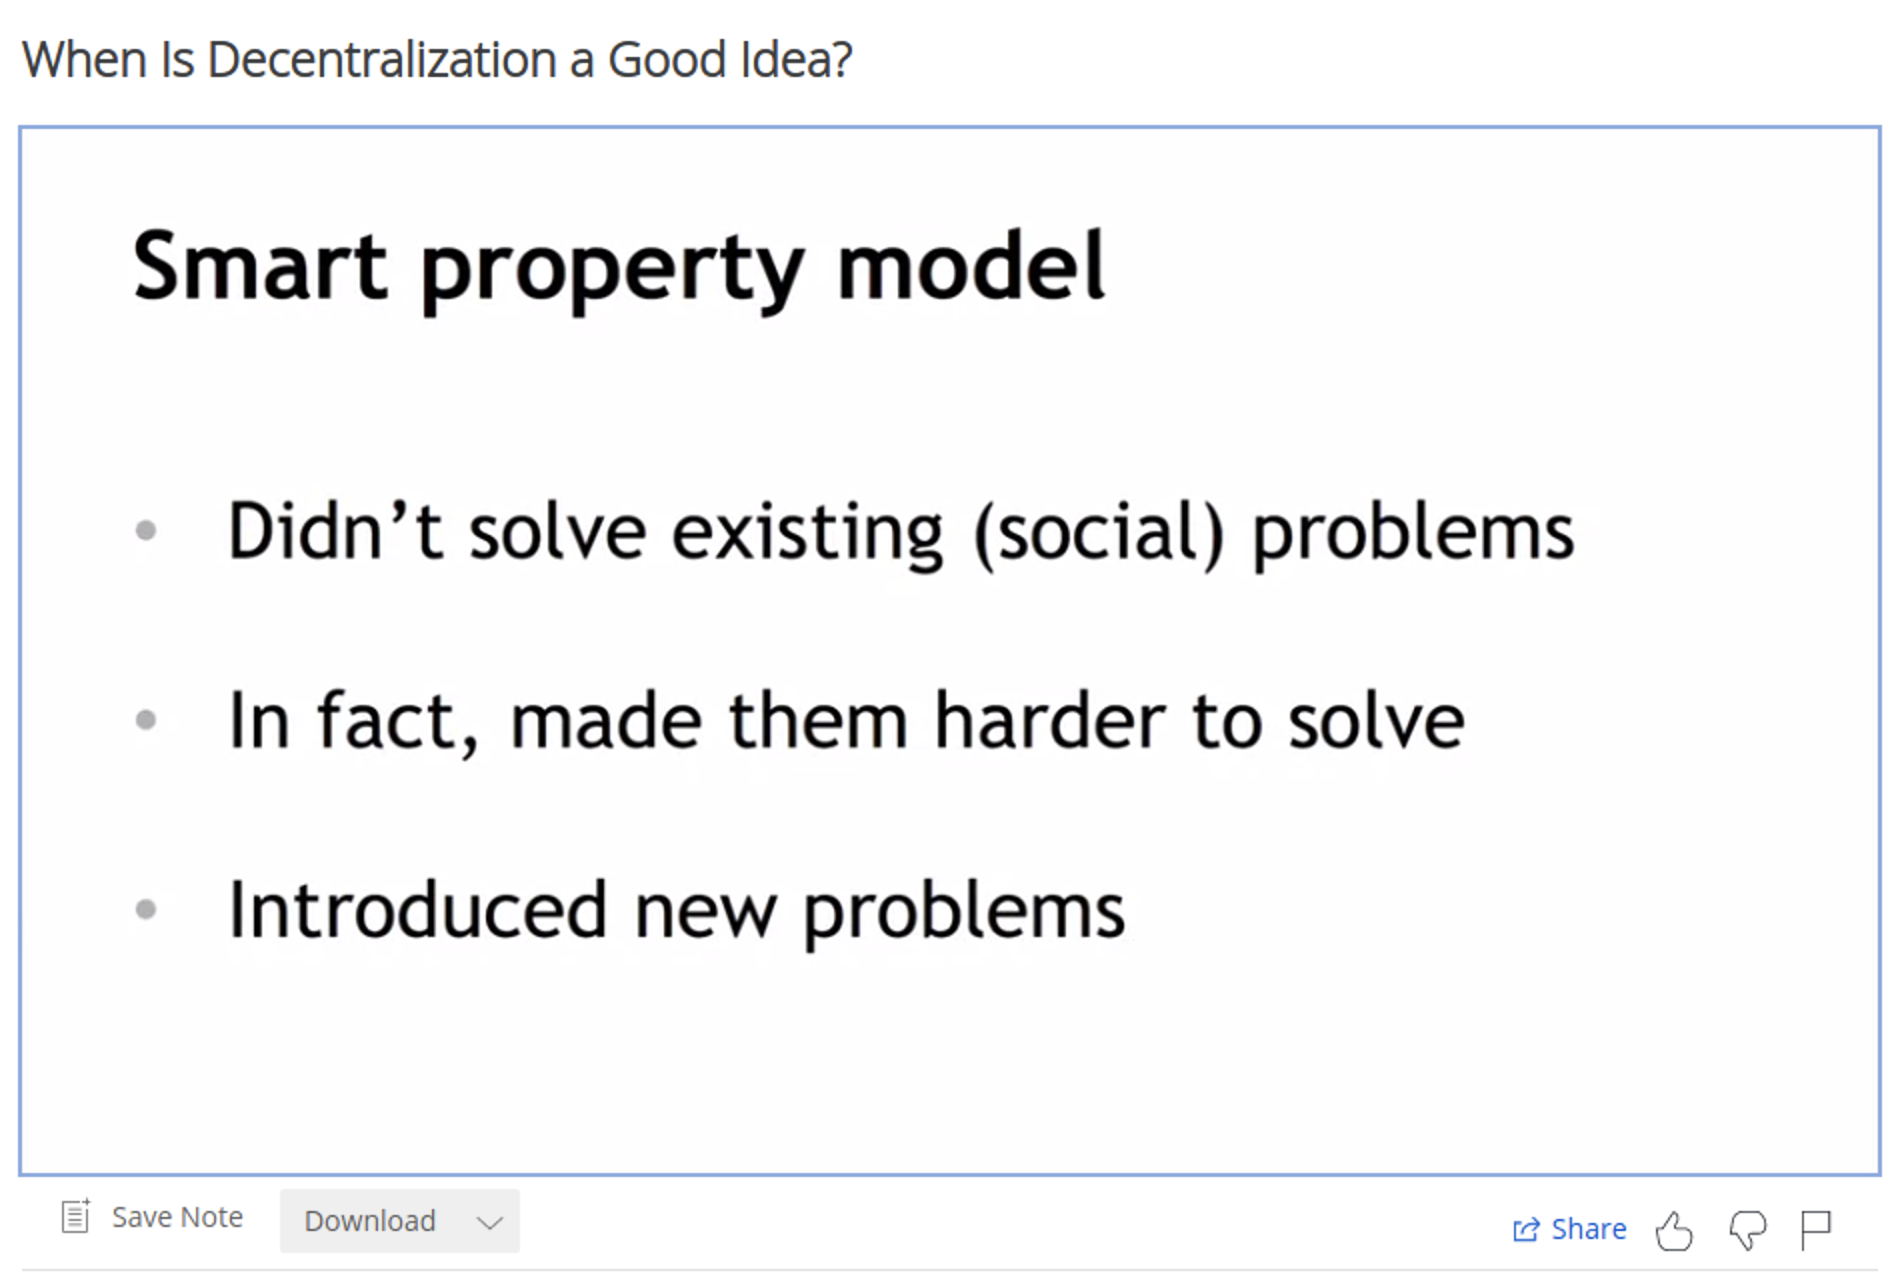 When Is Decentralization a Good Idea?
Smart property model
• Didn’t solve existing (social) problems
• In fact, made them harder to solve
• Introduced new problems
Save Note
Download
Share